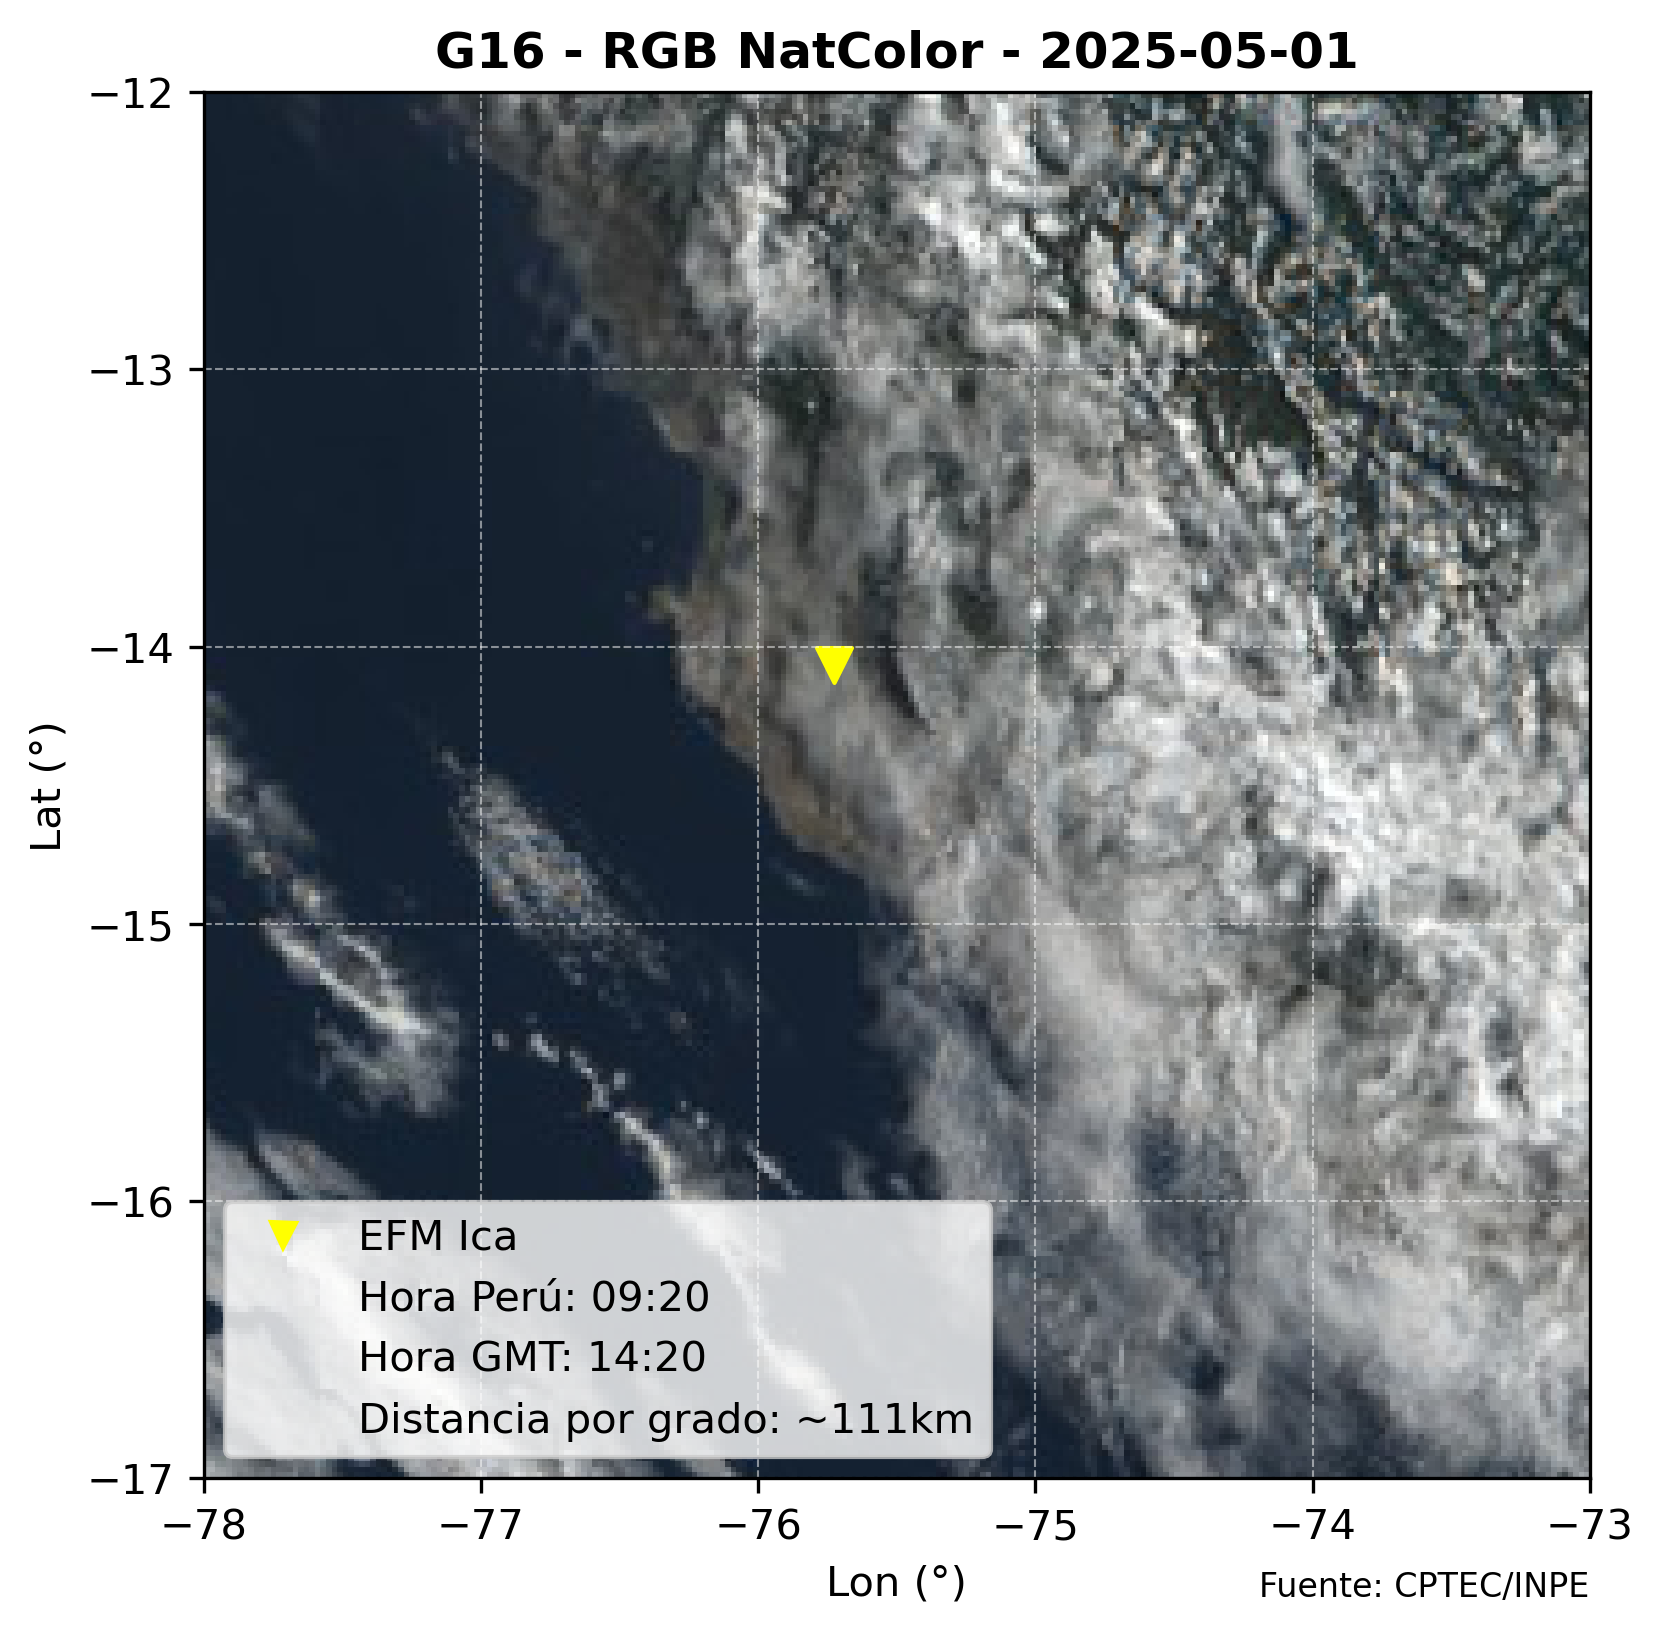 G16 - RGB NatColor - 2025-05-01
−12
−13
−14
−15
−16
−17
Lat (°)
EFM Ica
Hora Perú: 09:20
Hora GMT: 14:20
Distancia por grado: ~111km
−78 −77 −76 −75 −74 −73
Lon (°)
Fuente: CPTEC/INPE